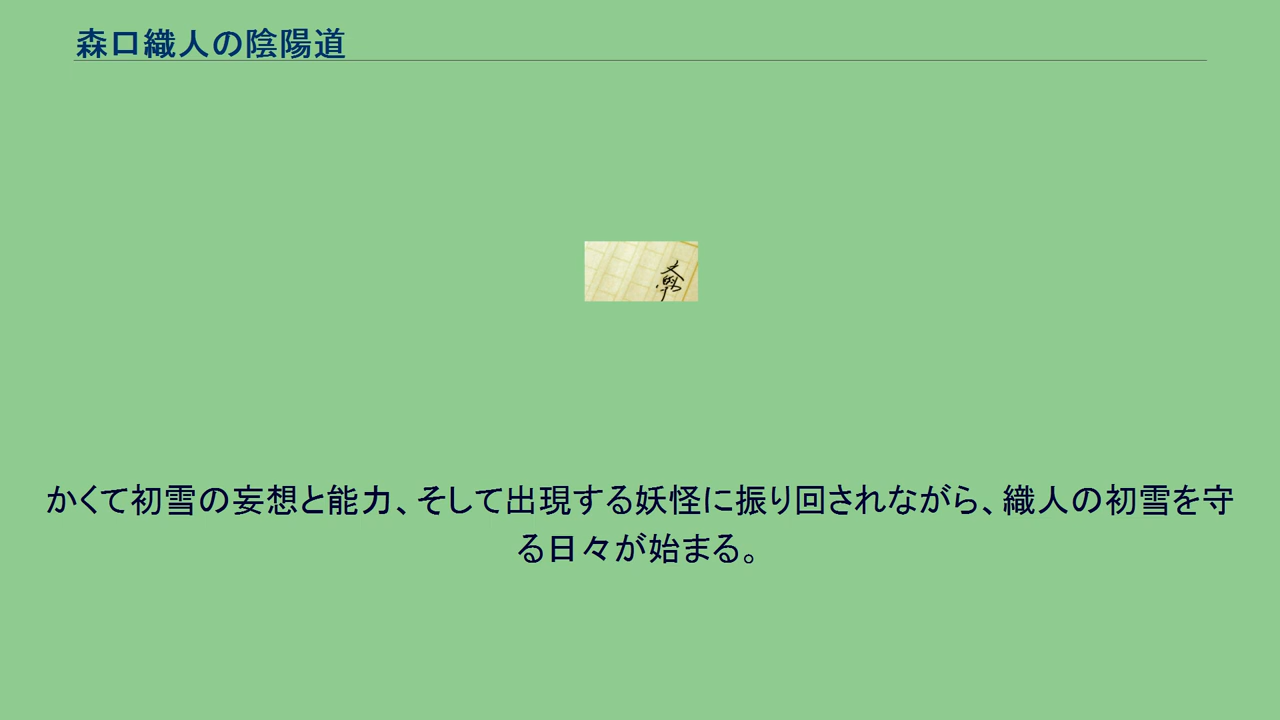 森口織人の陰陽道
かくて初雪の妄想と能力、そして出現する妖怪に振り回されながら、織人の初雪を守
る日々が始まる。